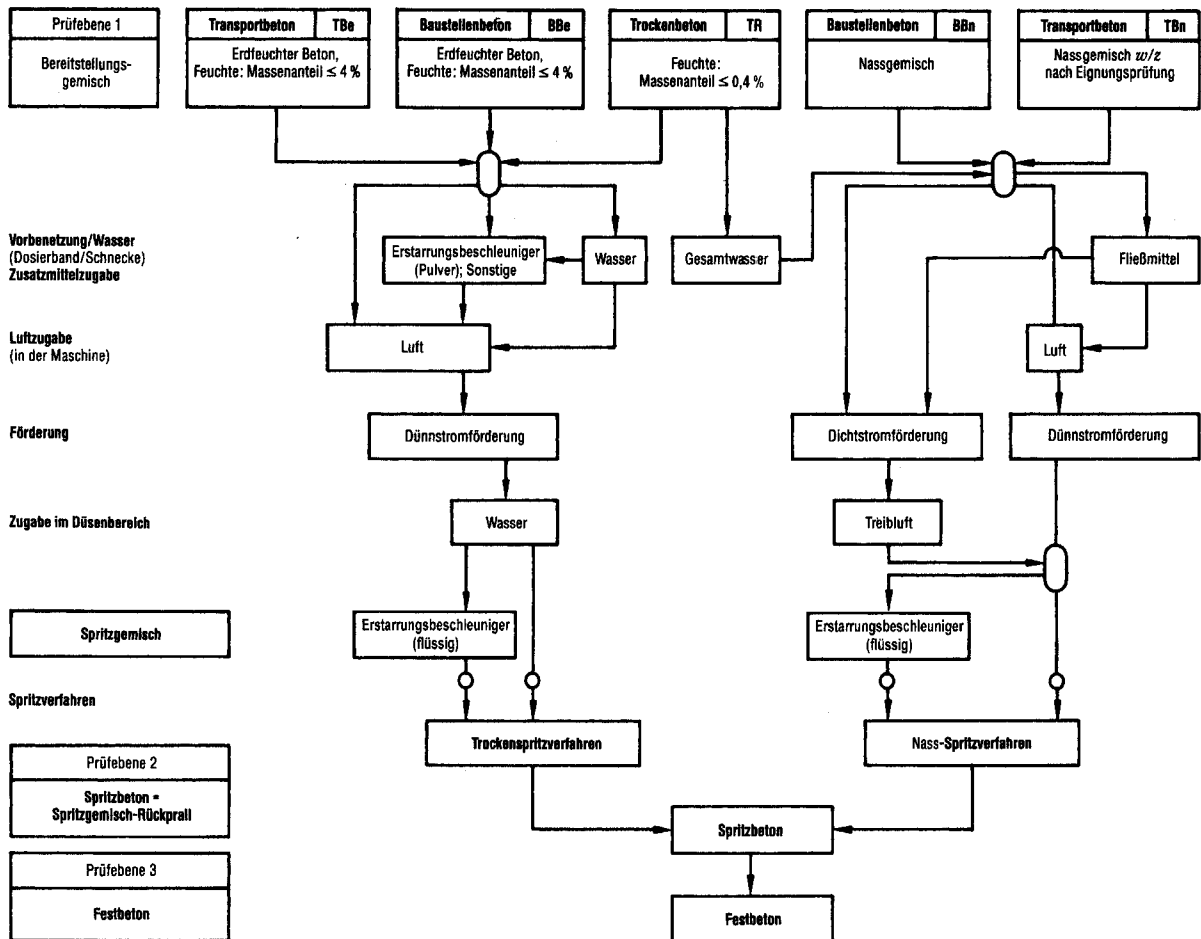 Prüfebene 1
Bereitstellungs-
gemisch
Transportbeton TBe
Erdfeuchter Beton,
Feuchte: Massenanteil ≤ 4 %
Baustellenbeton BBe
Erdfeuchter Beton,
Feuchte: Massenanteil ≤ 4 %
Trockenbeton TR
Feuchte:
Massenanteil ≤ 0,4 %
Baustellenbeton BBn
Nassgemisch
Transportbeton TBn
Nassgemisch w/z
nach Eignungsprüfung
Vorbenetzung/Wasser
(Dosierband/Schnecke)
Zusatzmittelzugabe
Erstarrungsbeschleuniger
(Pulver); Sonstige
Wasser
Gesamtwasser
Fließmittel
Luftzugabe
(in der Maschine)
Luft
Luft
Förderung
Dünnstromförderung
Dichtstromförderung
Dünnstromförderung
Zugabe im Düsenbereich
Wasser
Treibluft
Spritzgemisch
Erstarrungsbeschleuniger
(flüssig)
Erstarrungsbeschleuniger
(flüssig)
Spritzverfahren
Trockenspritzverfahren
Nass-Spritzverfahren
Prüfebene 2
Spritzbeton =
Spritzgemisch-Rückprall
Spritzbeton
Prüfebene 3
Festbeton
Festbeton